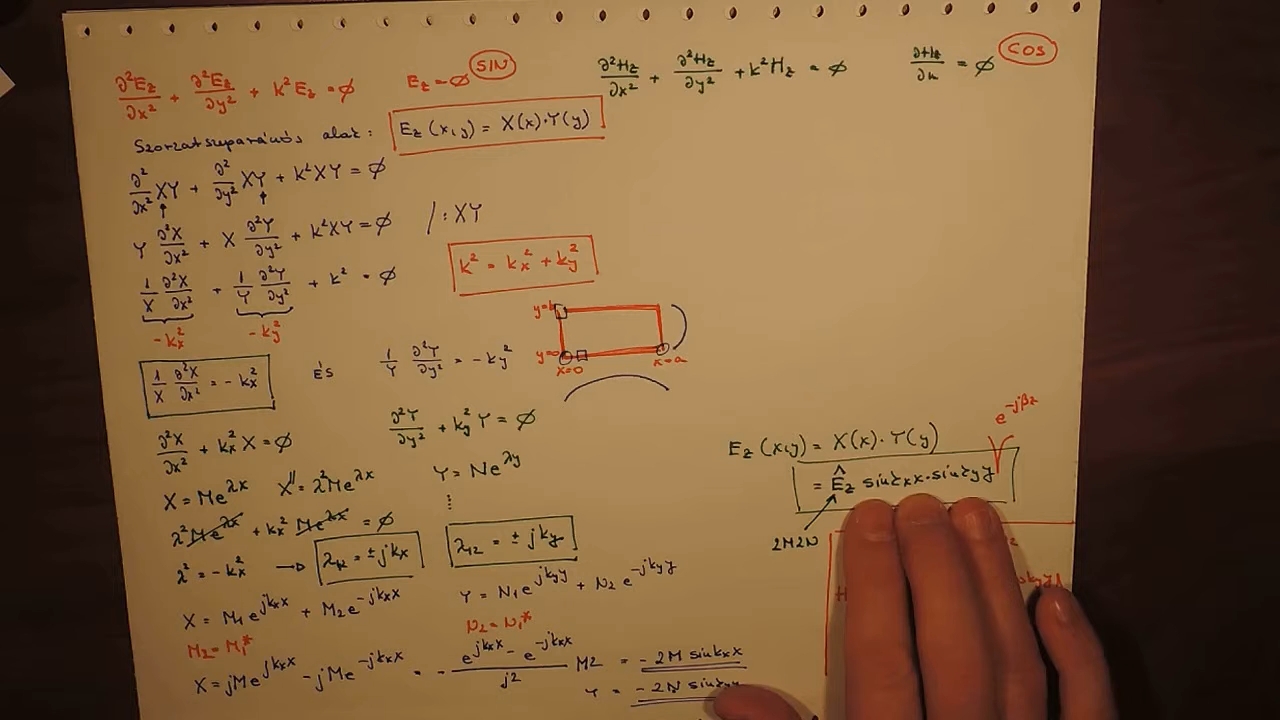 ∂²Ez/∂x² + ∂²Ez/∂y² + k²Ez = ∅   Ez = ∅ SIN
∂²Hz/∂x² + ∂²Hz/∂y² + k²Hz = ∅   ∂Hz/∂n = ∅ COS
alak: Ez(x,y) = X(x)·Y(y)
∂²/∂x² XY + ∂²/∂y² XY + k²XY = ∅
Y ∂²X/∂x² + X ∂²Y/∂y² + k²XY = ∅ /:XY
k² = kx² + ky²
1/X ∂²X/∂x² + 1/Y ∂²Y/∂y² + k² = ∅
-kx²   -ky²
y=b
y=0
x=0   x=a
1/X ∂²X/∂x² = -kx²   ÉS   1/Y ∂²Y/∂y² = -ky²
∂²X/∂x² + kx²X = ∅   ∂²Y/∂y² + ky²Y = ∅
X = Me^λx   X'' = λ²Me^λx   Y = Ne^λy
λ²Me^λx + kx² Me^λx = ∅
λ² = -kx² → λ12 = ±jkx   λ12 = ±jky
X = M1e^jkxx + M2e^-jkxx   Y = N1e^jkyy + N2e^-jkyy
M2 = M1*   N2 = N1*
X = jMe^jkxx - jMe^-jkxx = - (e^jkxx - e^-jkxx)/j2 M2 = -2M sinkxx
Y = -2N
e^-jβz
Ez(x,y) = X(x)·Y(y)
= Êz sinkxx·sinkyy
2M2N